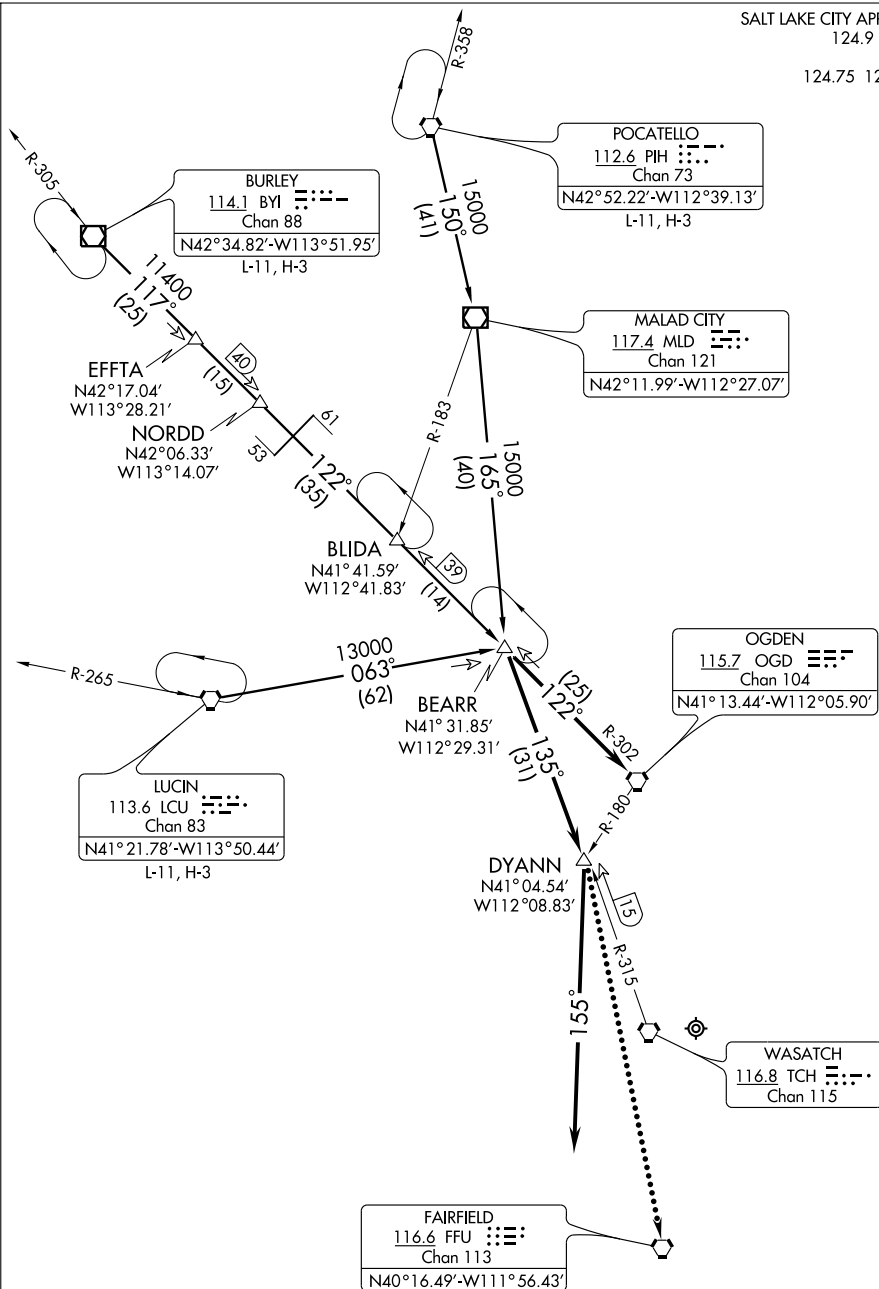 SALT LAKE CITY
124.9
124.75
R-358
POCATELLO
112.6 PIH
Chan 73
N42°52.22'-W112°39.13'
L-11, H-3
R-305
BURLEY
114.1 BYI
Chan 88
N42°34.82'-W113°51.95'
L-11, H-3
15000
150°
(41)
11400
117°
(25)
MALAD CITY
117.4 MLD
Chan 121
N42°11.99'-W112°27.07'
EFFTA
N42°17.04'
W113°28.21'
40
(15)
NORDD
N42°06.33'
W113°14.07'
61
53
R-183
122°
(35)
15000
165°
(40)
BLIDA
N41°41.59'
W112°41.83'
39
(14)
R-265
13000
063°
(62)
BEARR
N41°31.85'
W112°29.31'
(25)
122°
R-302
OGDEN
115.7 OGD
Chan 104
N41°13.44'-W112°05.90'
135°
(31)
LUCIN
113.6 LCU
Chan 83
N41°21.78'-W113°50.44'
L-11, H-3
R-180
DYANN
N41°04.54'
W112°08.83'
15
R-315
155°
WASATCH
116.8 TCH
Chan 115
FAIRFIELD
116.6 FFU
Chan 113
N40°16.49'-W111°56.43'